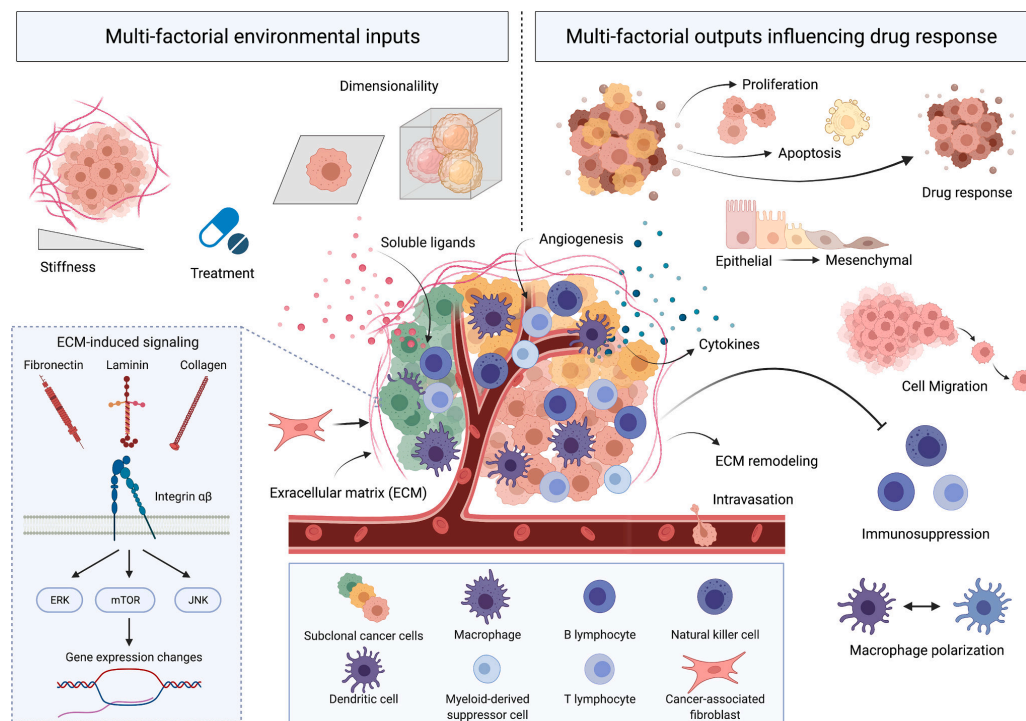 Multi-factorial environmental inputs
Multi-factorial outputs influencing drug response
Dimensionalility
Stiffness
Treatment
Soluble ligands
Angiogenesis
Proliferation
Apoptosis
Drug response
Epithelial
Mesenchymal
Cytokines
Cell Migration
ECM-induced signaling
Fibronectin
Laminin
Collagen
Integrin αβ
ERK
mTOR
JNK
Gene expression changes
Exracellular matrix (ECM)
ECM remodeling
Intravasation
Immunosuppression
Macrophage polarization
Subclonal cancer cells
Macrophage
B lymphocyte
Natural killer cell
Dendritic cell
Myeloid-derived
suppressor cell
T lymphocyte
Cancer-associated
fibroblast